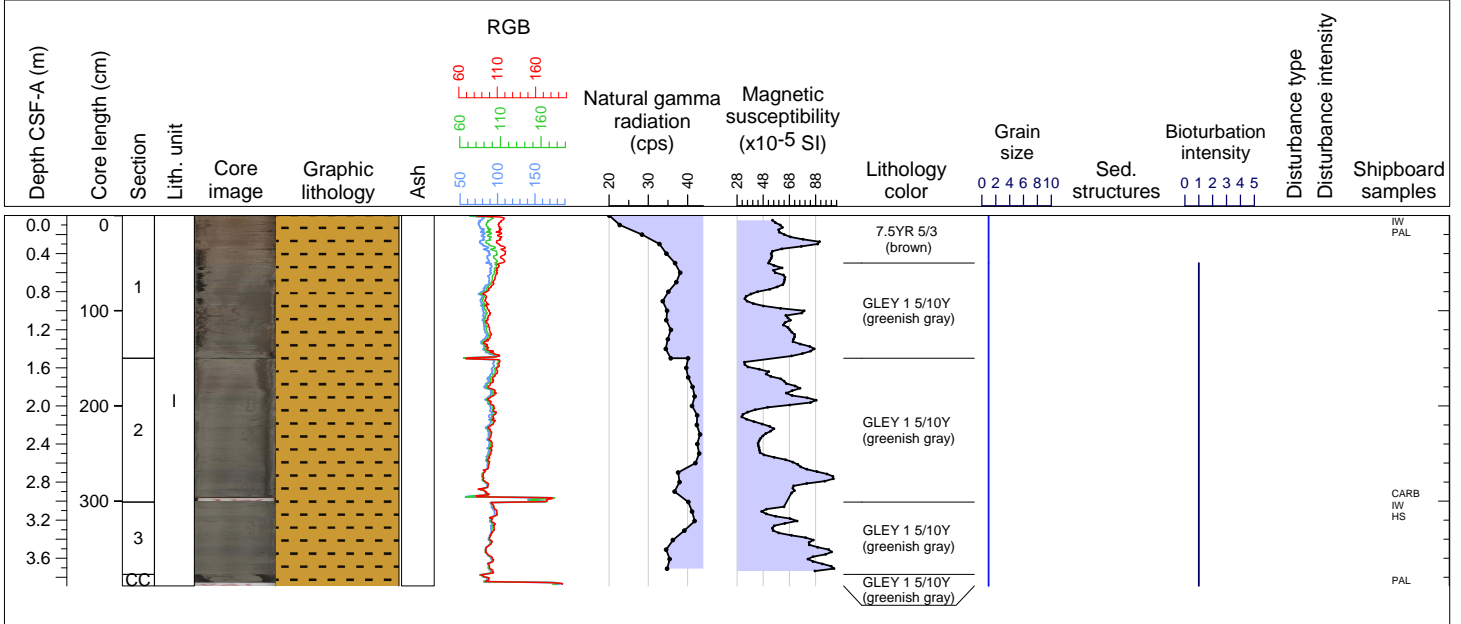 Depth CSF-A (m)
Core length (cm)
Section
Lith. unit
Core
image
Graphic
lithology
Ash
RGB
60 110 160
60 110 160
50 100 150
Natural gamma
radiation
(cps)
20 30 40
Magnetic
susceptibility
(x10-5 SI)
28 48 68 88
Lithology
color
Grain
size
0 2 4 6 8 10
Sed.
structures
Bioturbation
intensity
0 1 2 3 4 5
Disturbance type
Disturbance intensity
Shipboard
samples
0.0
0.4
0.8
1.2
1.6
2.0
2.4
2.8
3.2
3.6
0
100
200
300
1
2
3
CC
I
7.5YR 5/3
(brown)
GLEY 1 5/10Y
(greenish gray)
GLEY 1 5/10Y
(greenish gray)
GLEY 1 5/10Y
(greenish gray)
GLEY 1 5/10Y
(greenish gray)
IW
PAL
CARB
IW
HS
PAL